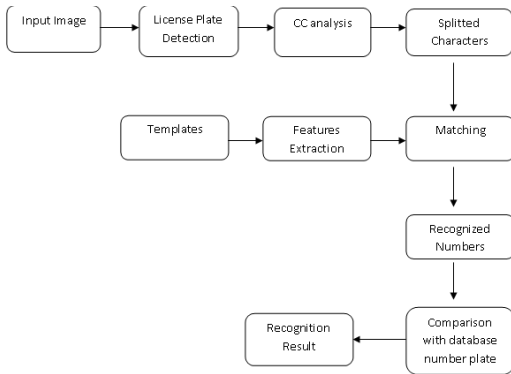 Input Image
License Plate
Detection
CC analysis
Splitted
Characters
Templates
Features
Extraction
Matching
Recognized
Numbers
Recognition
Result
Comparison
with database
number plate